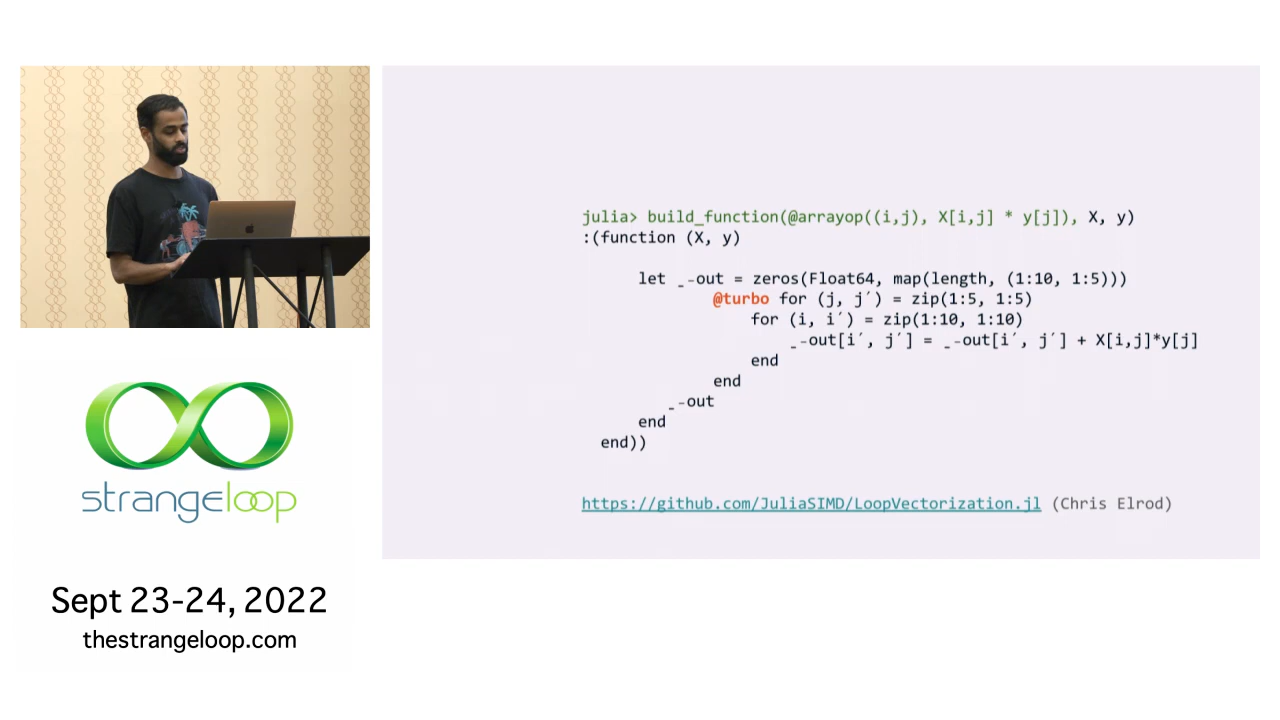 julia> build_function(@arrayop((i,j), X[i,j] * y[j]), X, y)
:(function (X, y)
let _-out = zeros(Float64, map(length, (1:10, 1:5)))
@turbo for (j, j′) = zip(1:5, 1:5)
for (i, i′) = zip(1:10, 1:10)
_-out[i′, j′] = _-out[i′, j′] + X[i,j]*y[j]
end
end
_-out
end
end))
https://github.com/JuliaSIMD/LoopVectorization.jl (Chris Elrod)
strangeloop
Sept 23-24, 2022
thestrangeloop.com